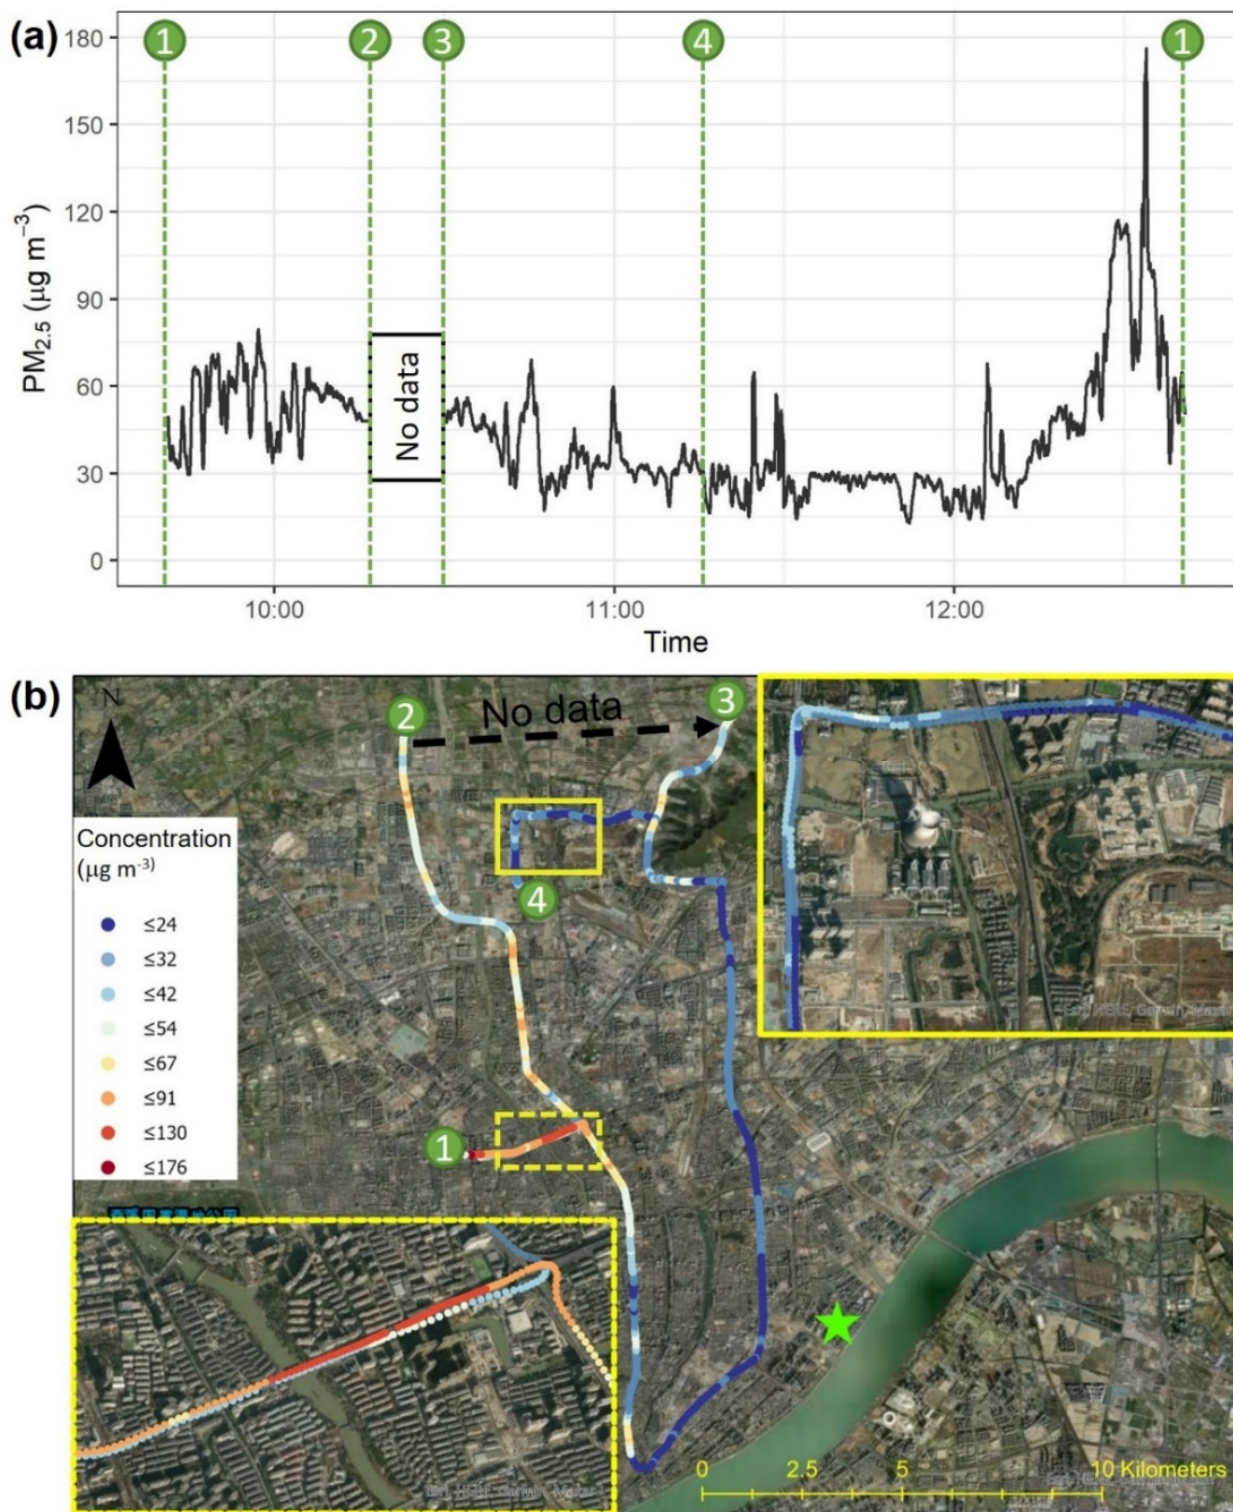 (a)
1 2 3 4 1
180
150
120
90
60
30
0
PM2.5 (μg m−3)
No data
10:00 11:00 12:00
Time
(b)
N
2 No data 3
4
1
Concentration
(μg m-3)
≤24
≤32
≤42
≤54
≤67
≤91
≤130
≤176
0 2.5 5 10 Kilometers